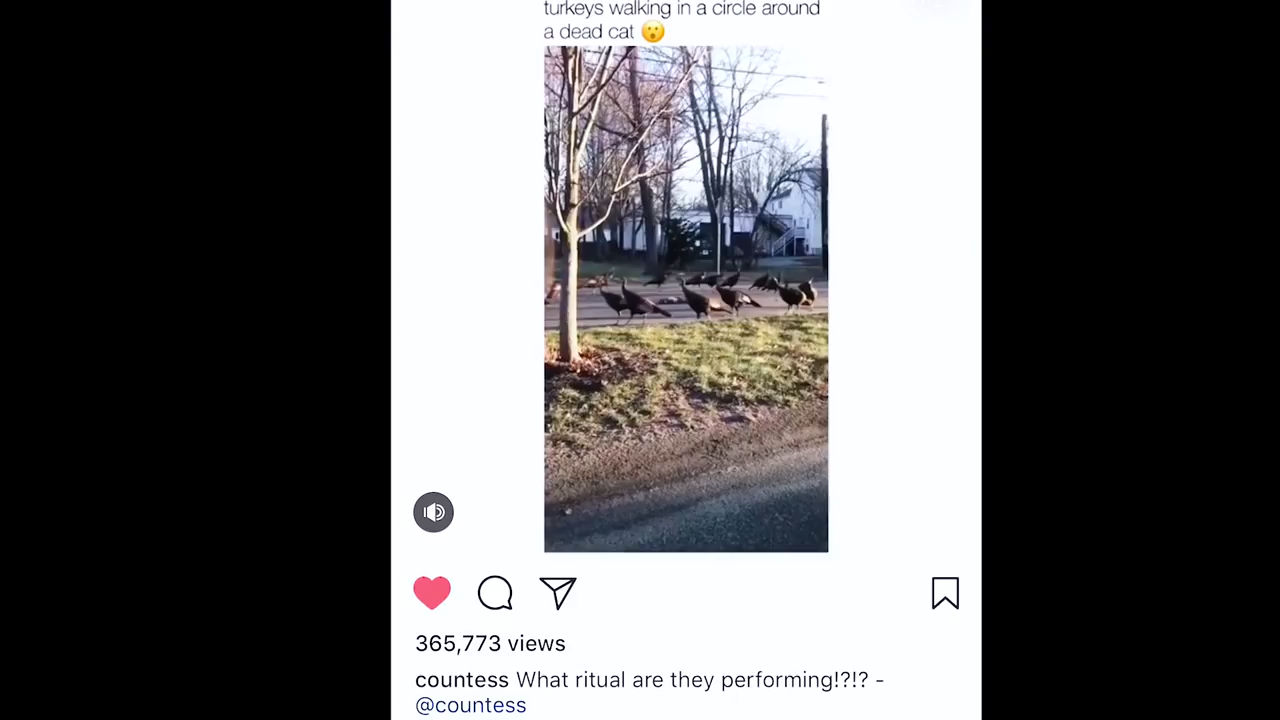 turkeys walking in a circle around
a dead cat 😮
365,773 views
countess What ritual are they performing!?!? -
@countess